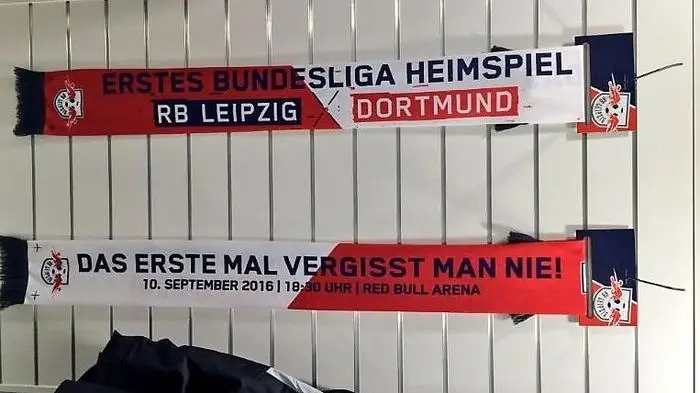 ERSTES BUNDESLIGA HEIMSPIEL
RB LEIPZIG DORTMUND
DAS ERSTE MAL VERGISST MAN NIE!
10. SEPTEMBER 2016 | 18:30 UHR | RED BULL ARENA